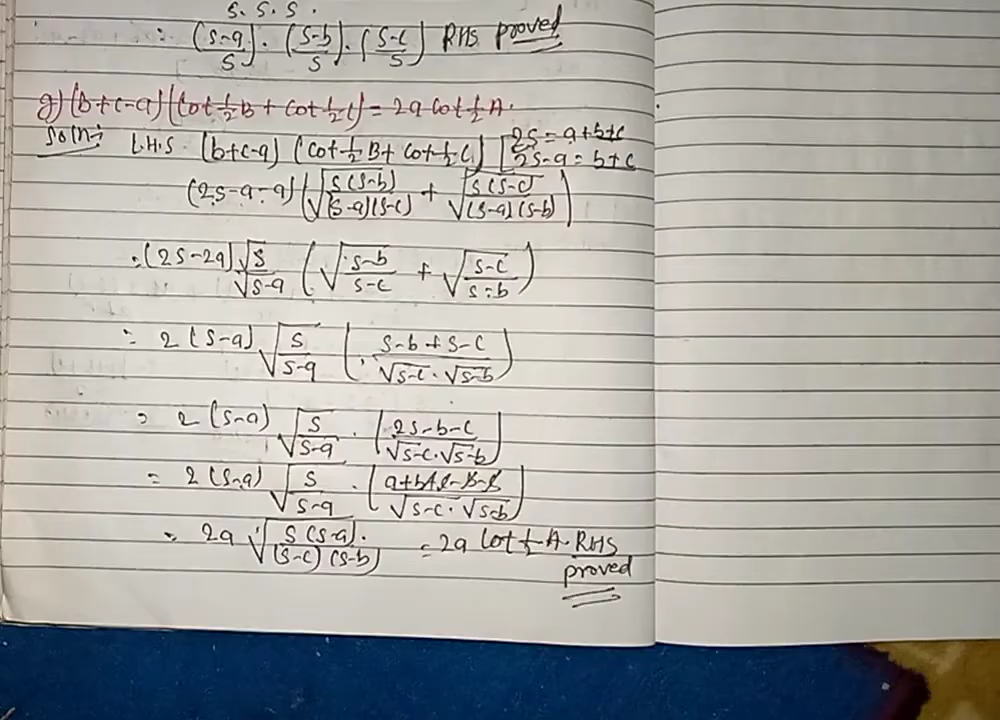 s. s. s.
= (s-a/s) · (s-b/s) · (s-c/s) RHS proved
g) (b+c-a) (Cot ½B + Cot ½C) = 2a Cot ½A.
Soln:- L.H.S. (b+c-a) (Cot ½B + Cot ½C) [2S = a+b+c
2S-a = b+c
(2S-a-a) (√s(s-b)/(s-a)(s-c) + √s(s-c)/(s-a)(s-b))
= (2S-2a) √s/√s-a (√s-b/s-c + √s-c/s-b)
= 2 (s-a) √s/s-a (s-b+s-c/√s-c·√s-b)
= 2 (s-a) √s/s-a · (2s-b-c/√s-c·√s-b)
= 2 (s-a) √s/s-a · (a+b+c-b-c/√s-c·√s-b)
= 2a √s(s-a)/(s-c)(s-b) = 2a Cot ½ A. RHS
proved